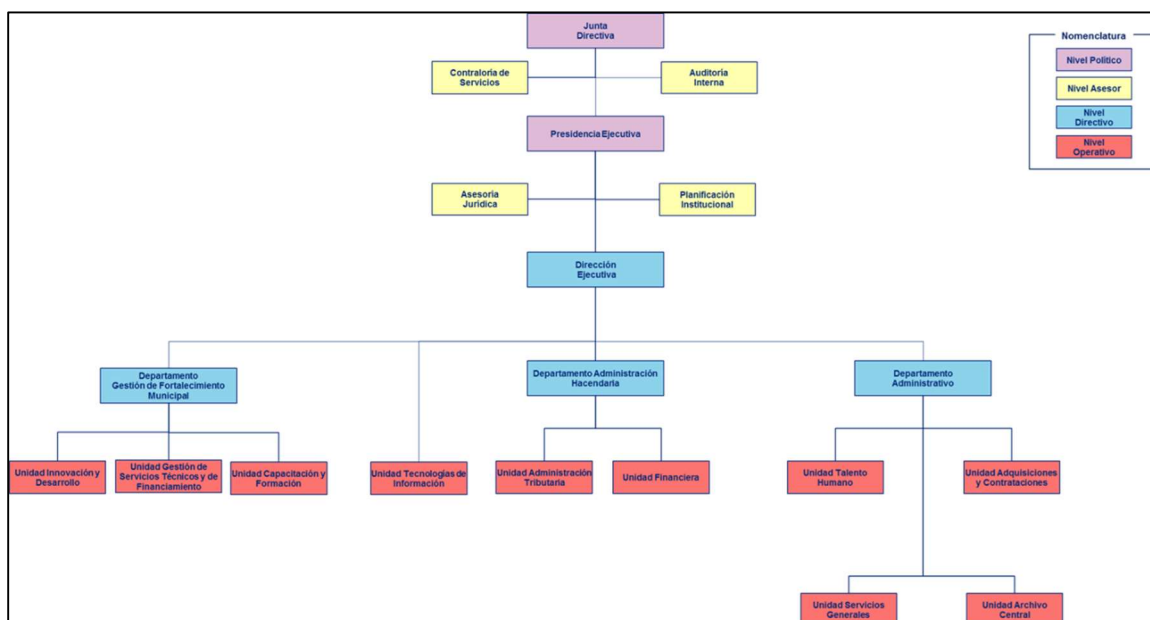 Junta
Directiva
Nomenclatura
Nivel Político
Nivel Asesor
Nivel
Directivo
Nivel
Operativo
Contraloría de
Servicios
Auditoría
Interna
Presidencia Ejecutiva
Asesoría
Jurídica
Planificación
Institucional
Dirección
Ejecutiva
Departamento
Gestión de Fortalecimiento
Municipal
Departamento Administración
Hacendaria
Departamento
Administrativo
Unidad Innovación y
Desarrollo
Unidad Gestión de
Servicios Técnicos y de
Financiamiento
Unidad Capacitación y
Formación
Unidad Tecnologías de
Información
Unidad Administración
Tributaria
Unidad Financiera
Unidad Talento
Humano
Unidad Adquisiciones
y Contrataciones
Unidad Servicios
Generales
Unidad Archivo
Central